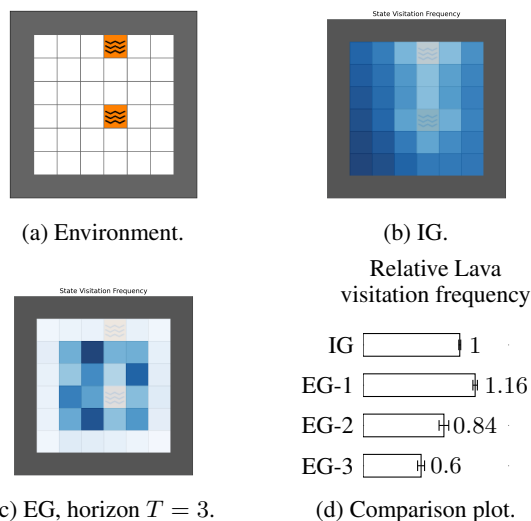 (a) Environment.
State Visitation Frequency
(b) IG.
State Visitation Frequency
c) EG, horizon T = 3.
Relative Lava
visitation frequency
IG 1
EG-1 1.16
EG-2 0.84
EG-3 0.6
(d) Comparison plot.